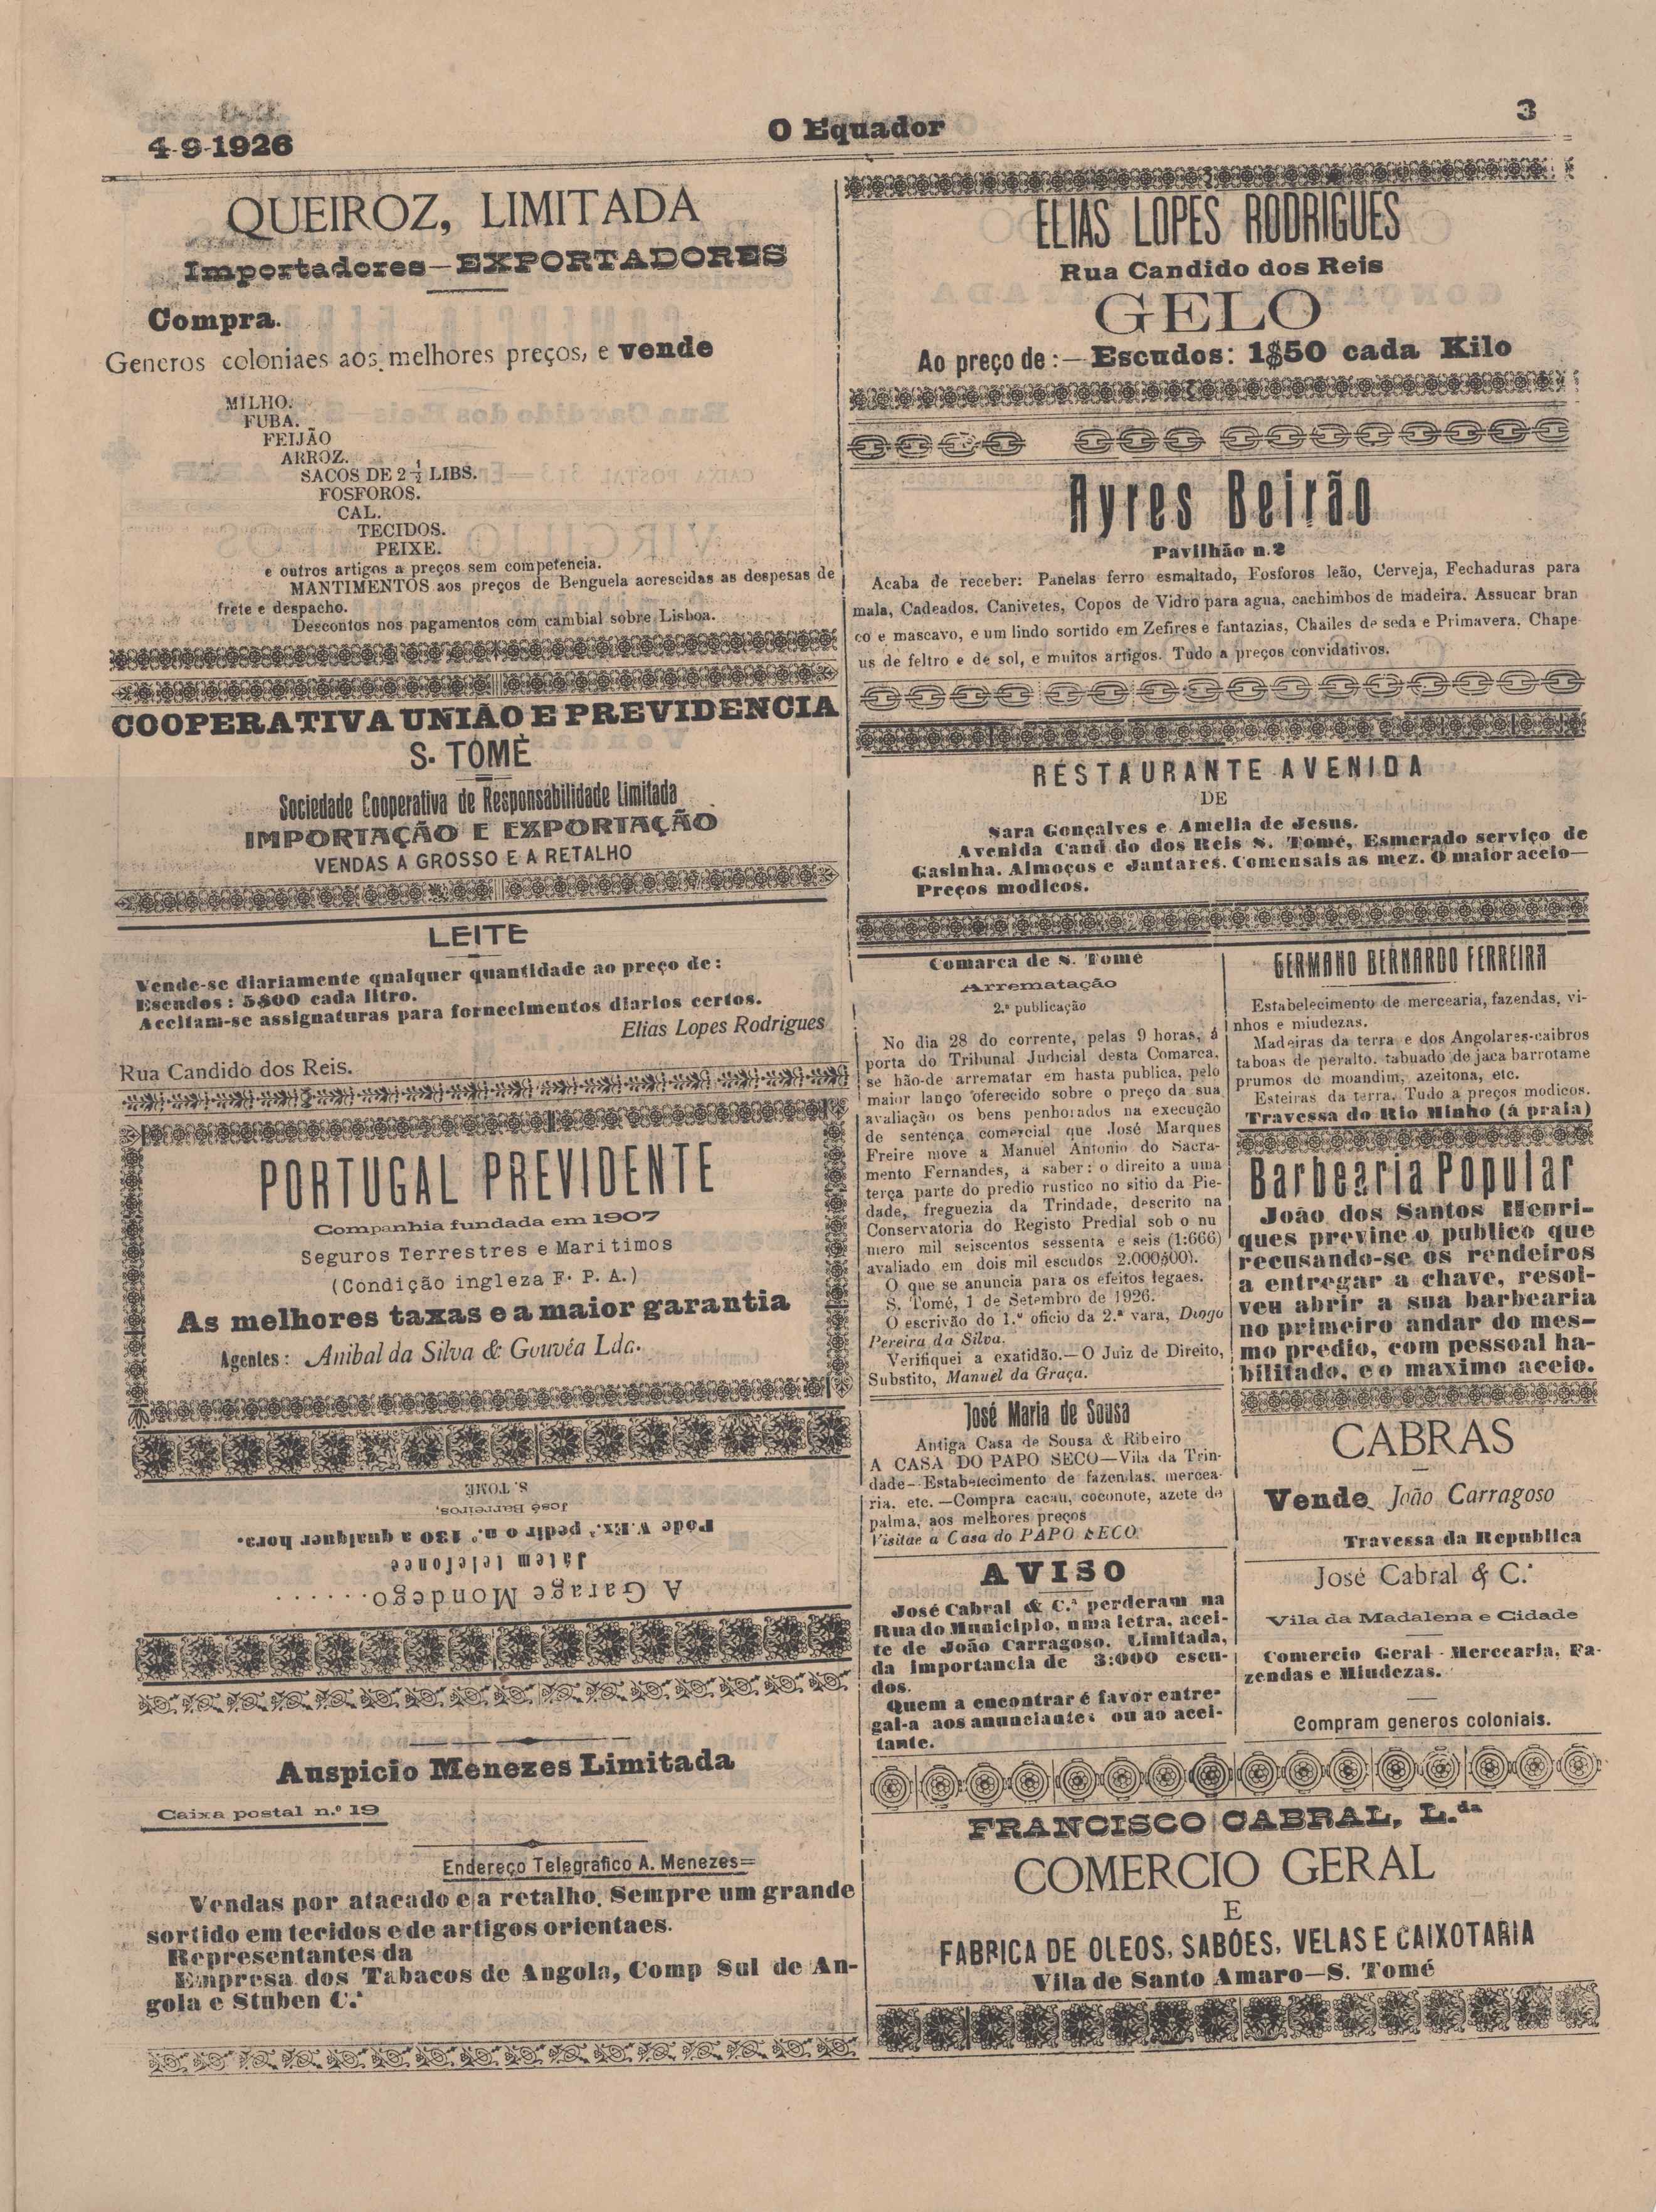 4-9-1926
O Equador
3
QUEIROZ, LIMITADA
Importadores—EXPORTADORES
Compra.
Generos coloniaes aos melhores preços, e vende
MILHO.
FUBA.
FEIJÃO
ARROZ.
SACOS DE 2 ½ LIBS.
FOSFOROS.
CAL.
TECIDOS.
PEIXE.
e outros artigos a preços sem competencia.
MANTIMENTOS aos preços de Benguela acrescidas as despesas de
frete e despacho.
Descontos nos pagamentos com cambial sobre Lisboa.
COOPERATIVA UNIÃO E PREVIDENCIA
S. TOMÉ
Sociedade Cooperativa de Responsabilidade Limitada
IMPORTAÇÃO E EXPORTAÇÃO
VENDAS A GROSSO E A RETALHO
LEITE
Vende-se diariamente qualquer quantidade ao preço de:
Escudos: 5$00 cada litro.
Aceitam-se assignaturas para fornecimentos diarios certos.
Elias Lopes Rodrigues
Rua Candido dos Reis.
PORTUGAL PREVIDENTE
Companhia fundada em 1907
Seguros Terrestres e Maritimos
(Condição ingleza F. P. A.)
As melhores taxas e a maior garantia
Agentes: Anibal da Silva & Gouvêa Lda.
A Garage Mondego......
Já tem telefonee
Pode V.Ex.ª pedir o n.º 130 a qualquer hora.
José Barreiros.
S. TOMÉ
Auspicio Menezes Limitada
Caixa postal n.º 19
Endereço Telegrafico A. Menezes=
Vendas por atacado e a retalho. Sempre um grande
sortido em tecidos e de artigos orientaes.
Representantes da
Empresa dos Tabacos de Angola, Comp Sul de An-
gola e Stuben C.ª
ELIAS LOPES RODRIGUES
Rua Candido dos Reis
GELO
Ao preço de:—Escudos: 1$50 cada Kilo
Ayres Beirão
Pavilhão n.2
Acaba de receber: Panelas ferro esmaltado, Fosforos leão, Cerveja, Fechaduras para
mala, Cadeados, Canivetes, Copos de Vidro para agua, cachimbos de madeira. Assucar bran
co e mascavo, e um lindo sortido em Zefires e fantazias, Chailes de seda e Primavera, Chape-
us de feltro e de sol, e muitos artigos. Tudo a preços convidativos.
RESTAURANTE AVENIDA
DE
Sara Gonçalves e Amelia de Jesus.
Avenida Cand do dos Reis S. Tomé, Esmerado serviço de
Gasinha. Almoços e Jantares. Comensais as mez. O maior aceio—
Preços modicos.
Comarca de S. Tomé
Arrematação
2.ª publicação
No dia 28 do corrente, pelas 9 horas, á
porta do Tribunal Judicial desta Comarca,
se hão-de arrematar em hasta publica, pelo
maior lanço oferecido sobre o preço da sua
avaliação os bens penhorados na execução
de sentença comercial que José Marques
Freire move a Manuel Antonio do Sacra-
mento Fernandes, a saber: o direito a uma
terça parte do predio rustico no sitio da Pie-
dade, freguezia da Trindade, descrito na
Conservatoria do Registo Predial sob o nu
mero mil seiscentos sessenta e seis (1:666)
avaliado em dois mil escudos 2.000$00).
O que se anuncia para os efeitos legaes.
S. Tomé, 1 de Setembro de 1926.
O escrivão do 1.º oficio da 2.ª vara, Diogo
Pereira da Silva.
Verifiquei a exatidão.—O Juiz de Direito,
Substito, Manuel da Graça.
José Maria de Sousa
Antiga Casa de Sousa & Ribeiro
A CASA DO PAPO SECO—Vila da Trin-
dade—Estabelecimento de fazendas, mercea-
ria, etc.—Compra cacau, coconote, azete de
palma, aos melhores preços
Visitae a Casa do PAPO SECO.
AVISO
José Cabral & C.ª perderam na
Rua do Municipio, uma letra, acei-
te de João Carragoso, Limitada,
da importancia de 3:000 escu-
dos.
Quem a encontrar é favor entre-
gal-a aos anunciantes ou ao acei-
tante.
GERMANO BERNARDO FERREIRA
Estabelecimento de mercearia, fazendas, vi-
nhos e miudezas.
Madeiras da terra e dos Angolares-caibros
taboas de peralto, tabuado de jaca barrotame
prumos de moandim, azeitona, etc.
Esteiras da terra. Tudo a preços modicos.
Travessa do Rio Minho (á praia)
Barbearia Popular
João dos Santos Henri-
ques previne o publico que
recusando-se os rendeiros
a entregar a chave, resol-
veu abrir a sua barbearia
no primeiro andar do mes-
mo predio, com pessoal ha-
bilitado, e o maximo aceio.
CABRAS
Vende João Carragoso
Travessa da Republica
José Cabral & C.ª
Vila da Madalena e Cidade
Comercio Geral - Mercearia, Fa-
zendas e Miudezas.
Compram generos coloniais.
FRANCISCO CABRAL, L.da
COMERCIO GERAL
E
FABRICA DE OLEOS, SABÕES, VELAS E CAIXOTARIA
Vila de Santo Amaro—S. Tomé